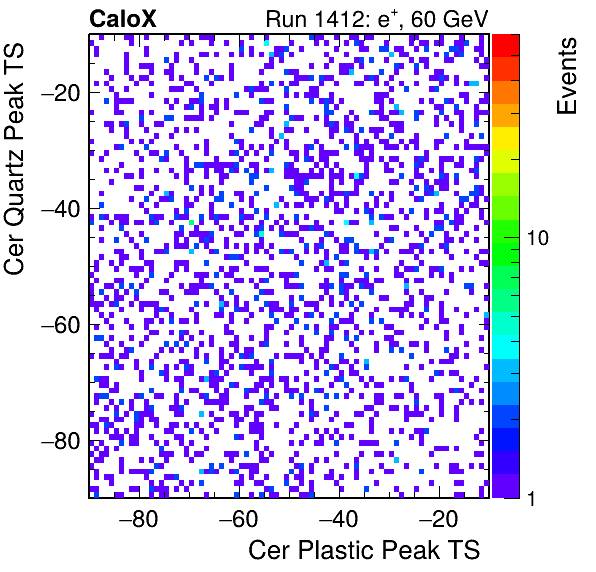 CaloX Run 1412: e⁺, 60 GeV
Events
Cer Quartz Peak TS
−20
−40
−60
−80
10
1
−80 −60 −40 −20
Cer Plastic Peak TS